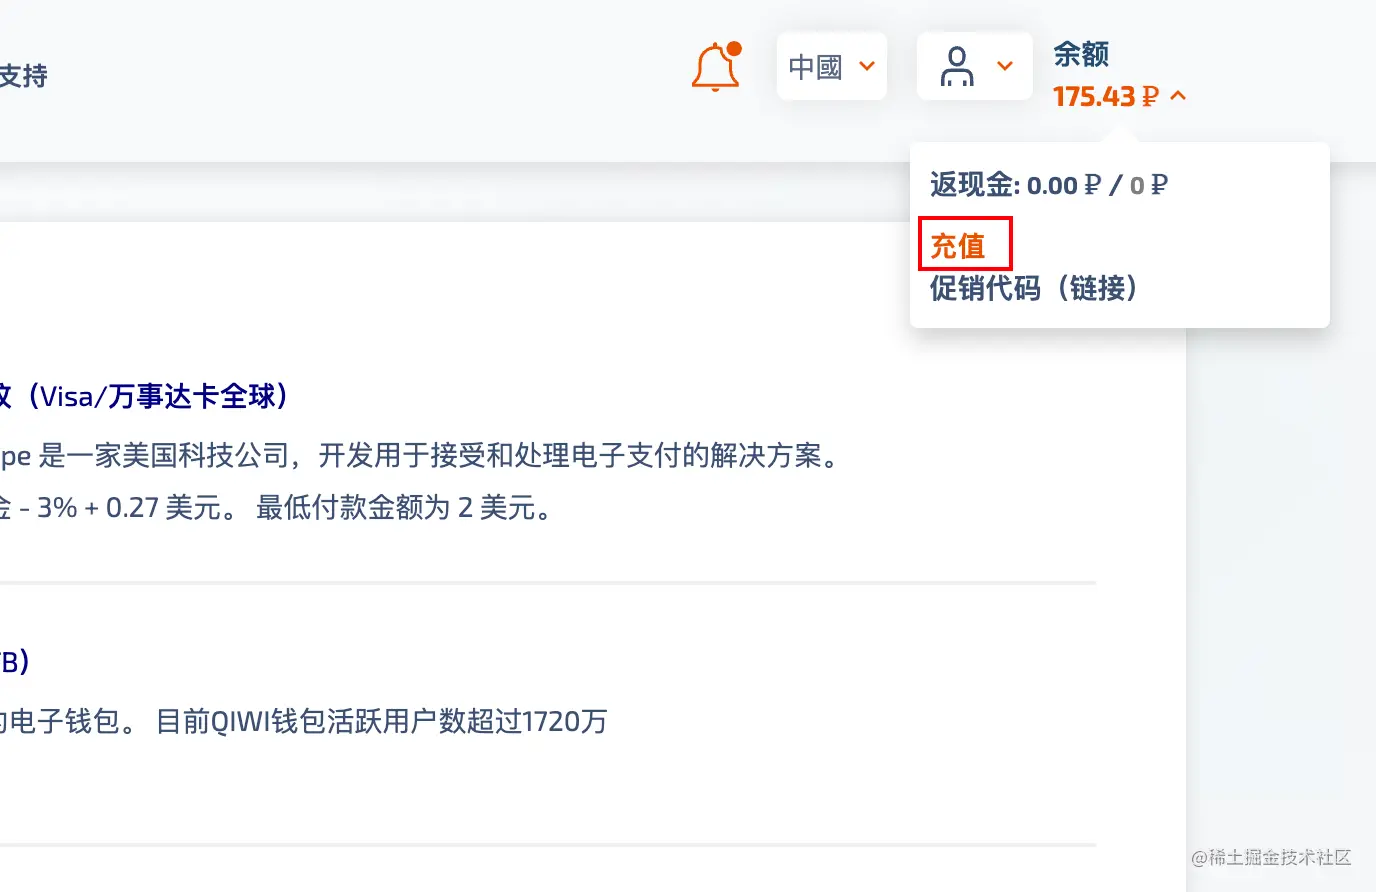 支持
中國
余额
175.43 ₽
返现金: 0.00 ₽ / 0 ₽
充值
促销代码（链接）
（Visa/万事达卡全球）
pe 是一家美国科技公司，开发用于接受和处理电子支付的解决方案。
金 - 3% + 0.27 美元。 最低付款金额为 2 美元。
B)
的电子钱包。 目前QIWI钱包活跃用户数超过1720万
@稀土掘金技术社区